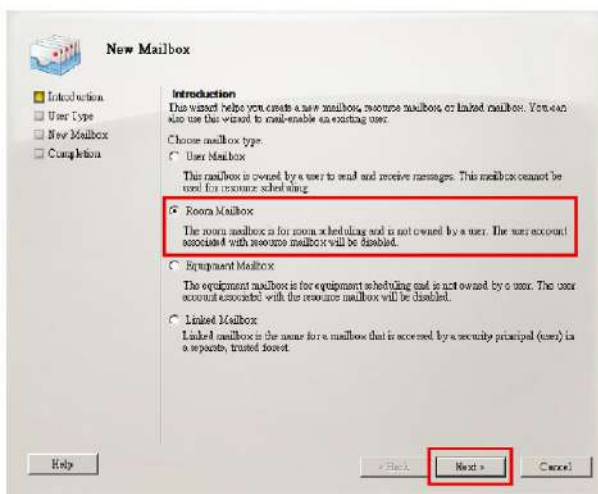 New Mailbox
Introduction
User Type
New Mailbox
Completion
Introduction
This wizard helps you create a new mailbox, resource mailbox, or linked mailbox. You can
also use this wizard to mail-enable an existing user.
Choose mailbox type.
User Mailbox
This mailbox is owned by a user to send and receive messages. This mailbox cannot be
used for resource scheduling.
Room Mailbox
The room mailbox is for room scheduling and is not owned by a user. The user account
associated with resource mailbox will be disabled.
Equipment Mailbox
The equipment mailbox is for equipment scheduling and is not owned by a user. The user
account associated with the resource mailbox will be disabled.
Linked Mailbox
Linked mailbox is the name for a mailbox that is accessed by a security principal (user) in
a separate, trusted forest.
Help
< Back
Next >
Cancel